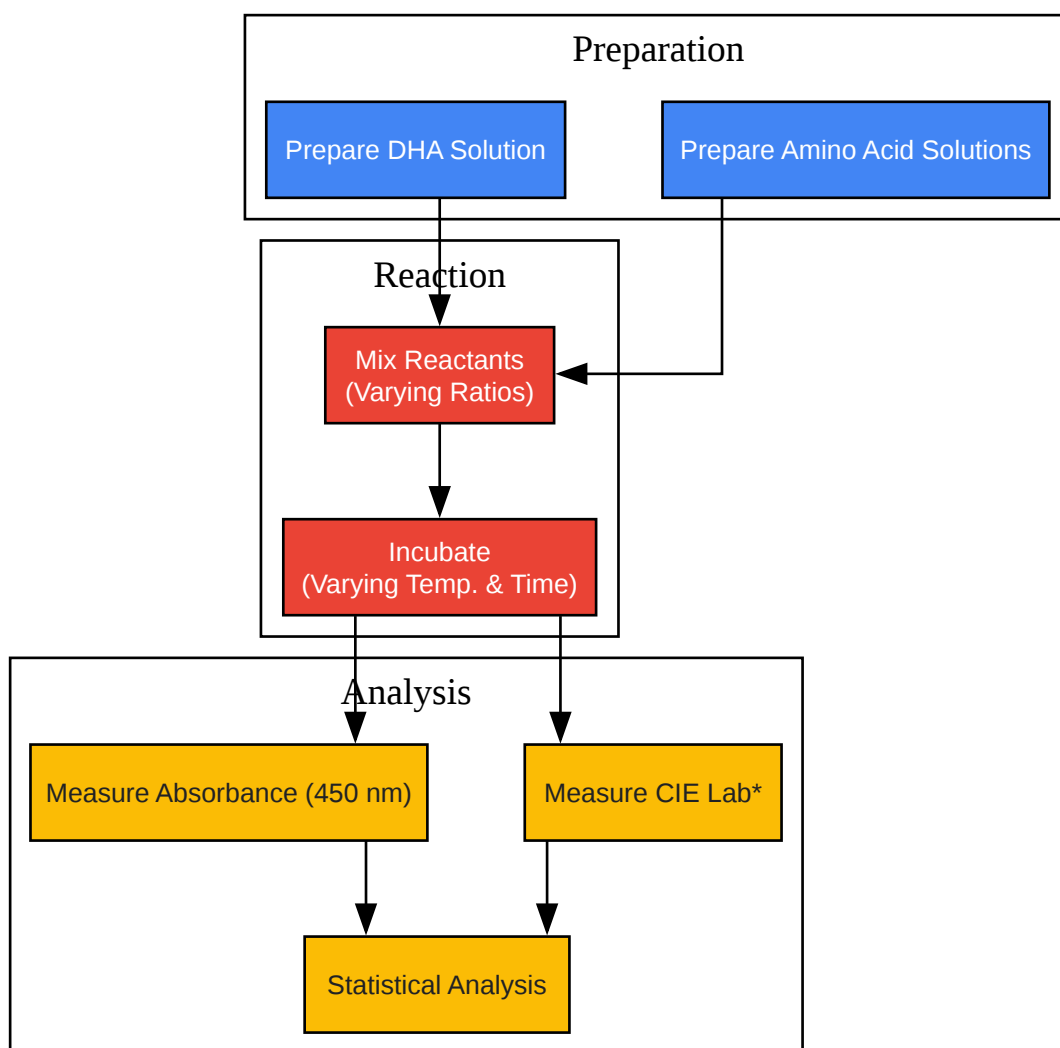 Preparation
Prepare DHA Solution
Prepare Amino Acid Solutions
Reaction
Mix Reactants
(Varying Ratios)
Incubate
(Varying Temp. & Time)
Analysis
Measure Absorbance (450 nm)
Measure CIE Lab*
Statistical Analysis